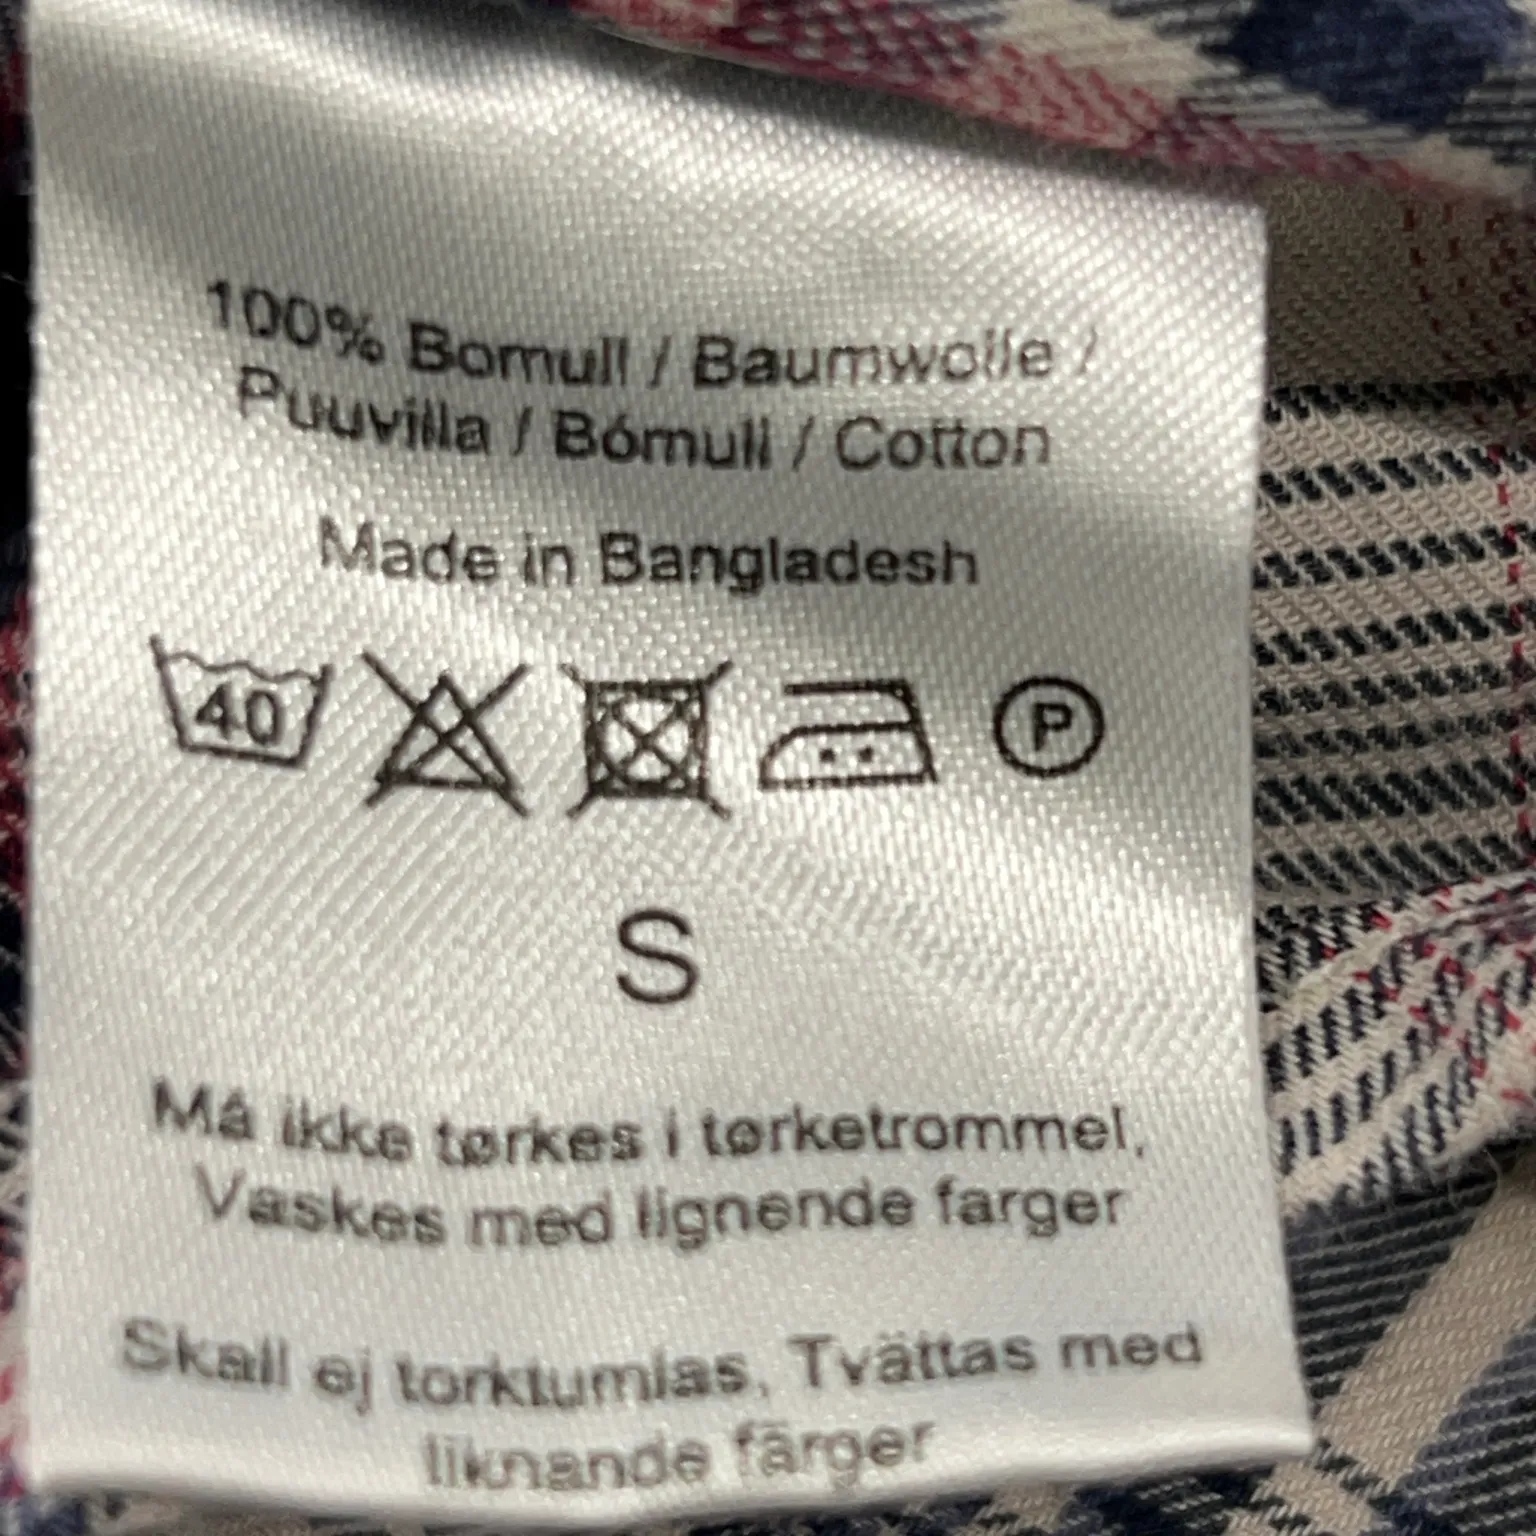 100% Bomull / Baumwolle /
Puuvilla / Bómull / Cotton
Made in Bangladesh
40 P
S
Må ikke tørkes i tørketrommel,
Vaskes med lignende farger
Skall ej torktumlas, Tvättas med
liknande färger